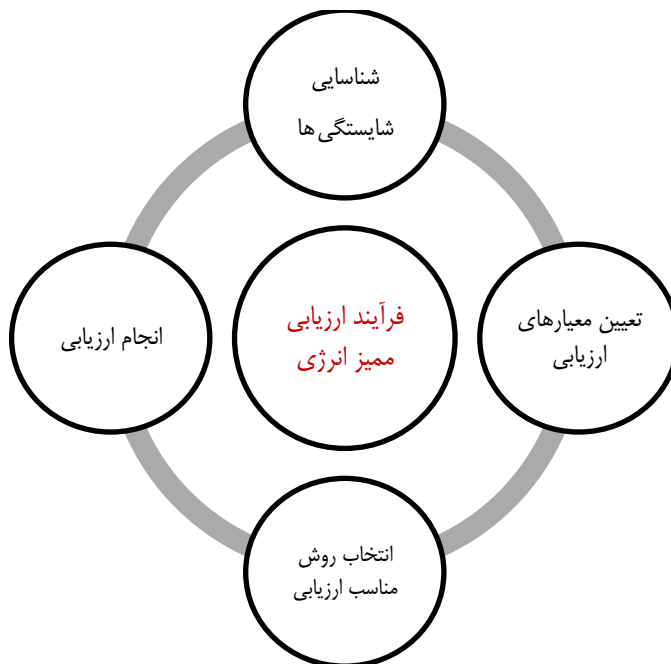 شناسایی
شایستگی ها
تعیین معیارهای
ارزیابی
انتخاب روش
مناسب ارزیابی
انجام ارزیابی
فرآیند ارزیابی
ممیز انرژی